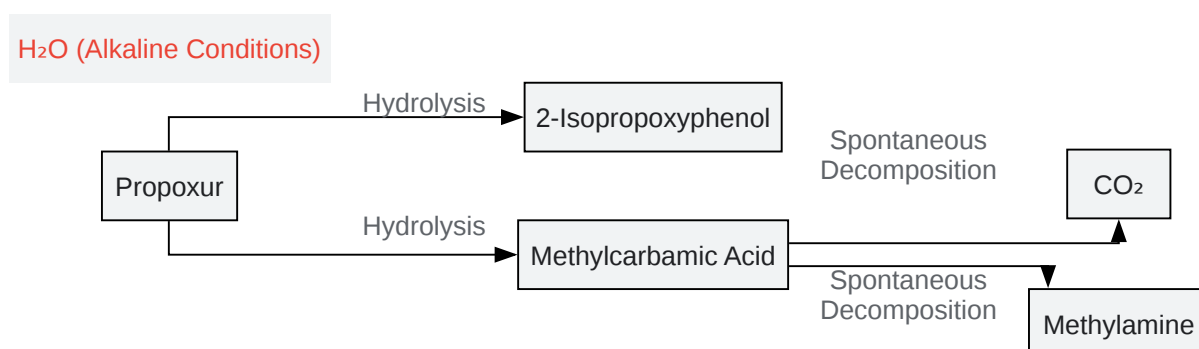 H₂O (Alkaline Conditions)
Hydrolysis
2-Isopropoxyphenol
Spontaneous
Decomposition
Propoxur
CO₂
Hydrolysis
Methylcarbamic Acid
Spontaneous
Decomposition
Methylamine